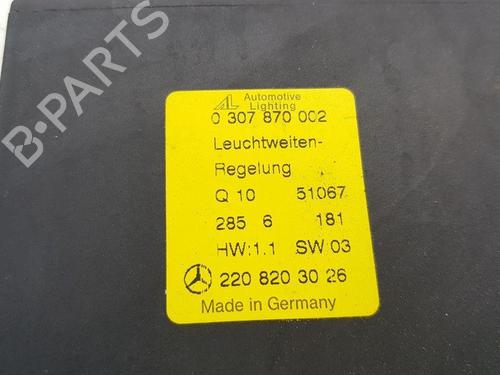 AL Automotive
Lighting
0 307 870 002
Leuchtweiten-
Regelung
Q 10 51067
285 6 181
HW:1.1 SW 03
220 820 30 26
Made in Germany
B-PARTS